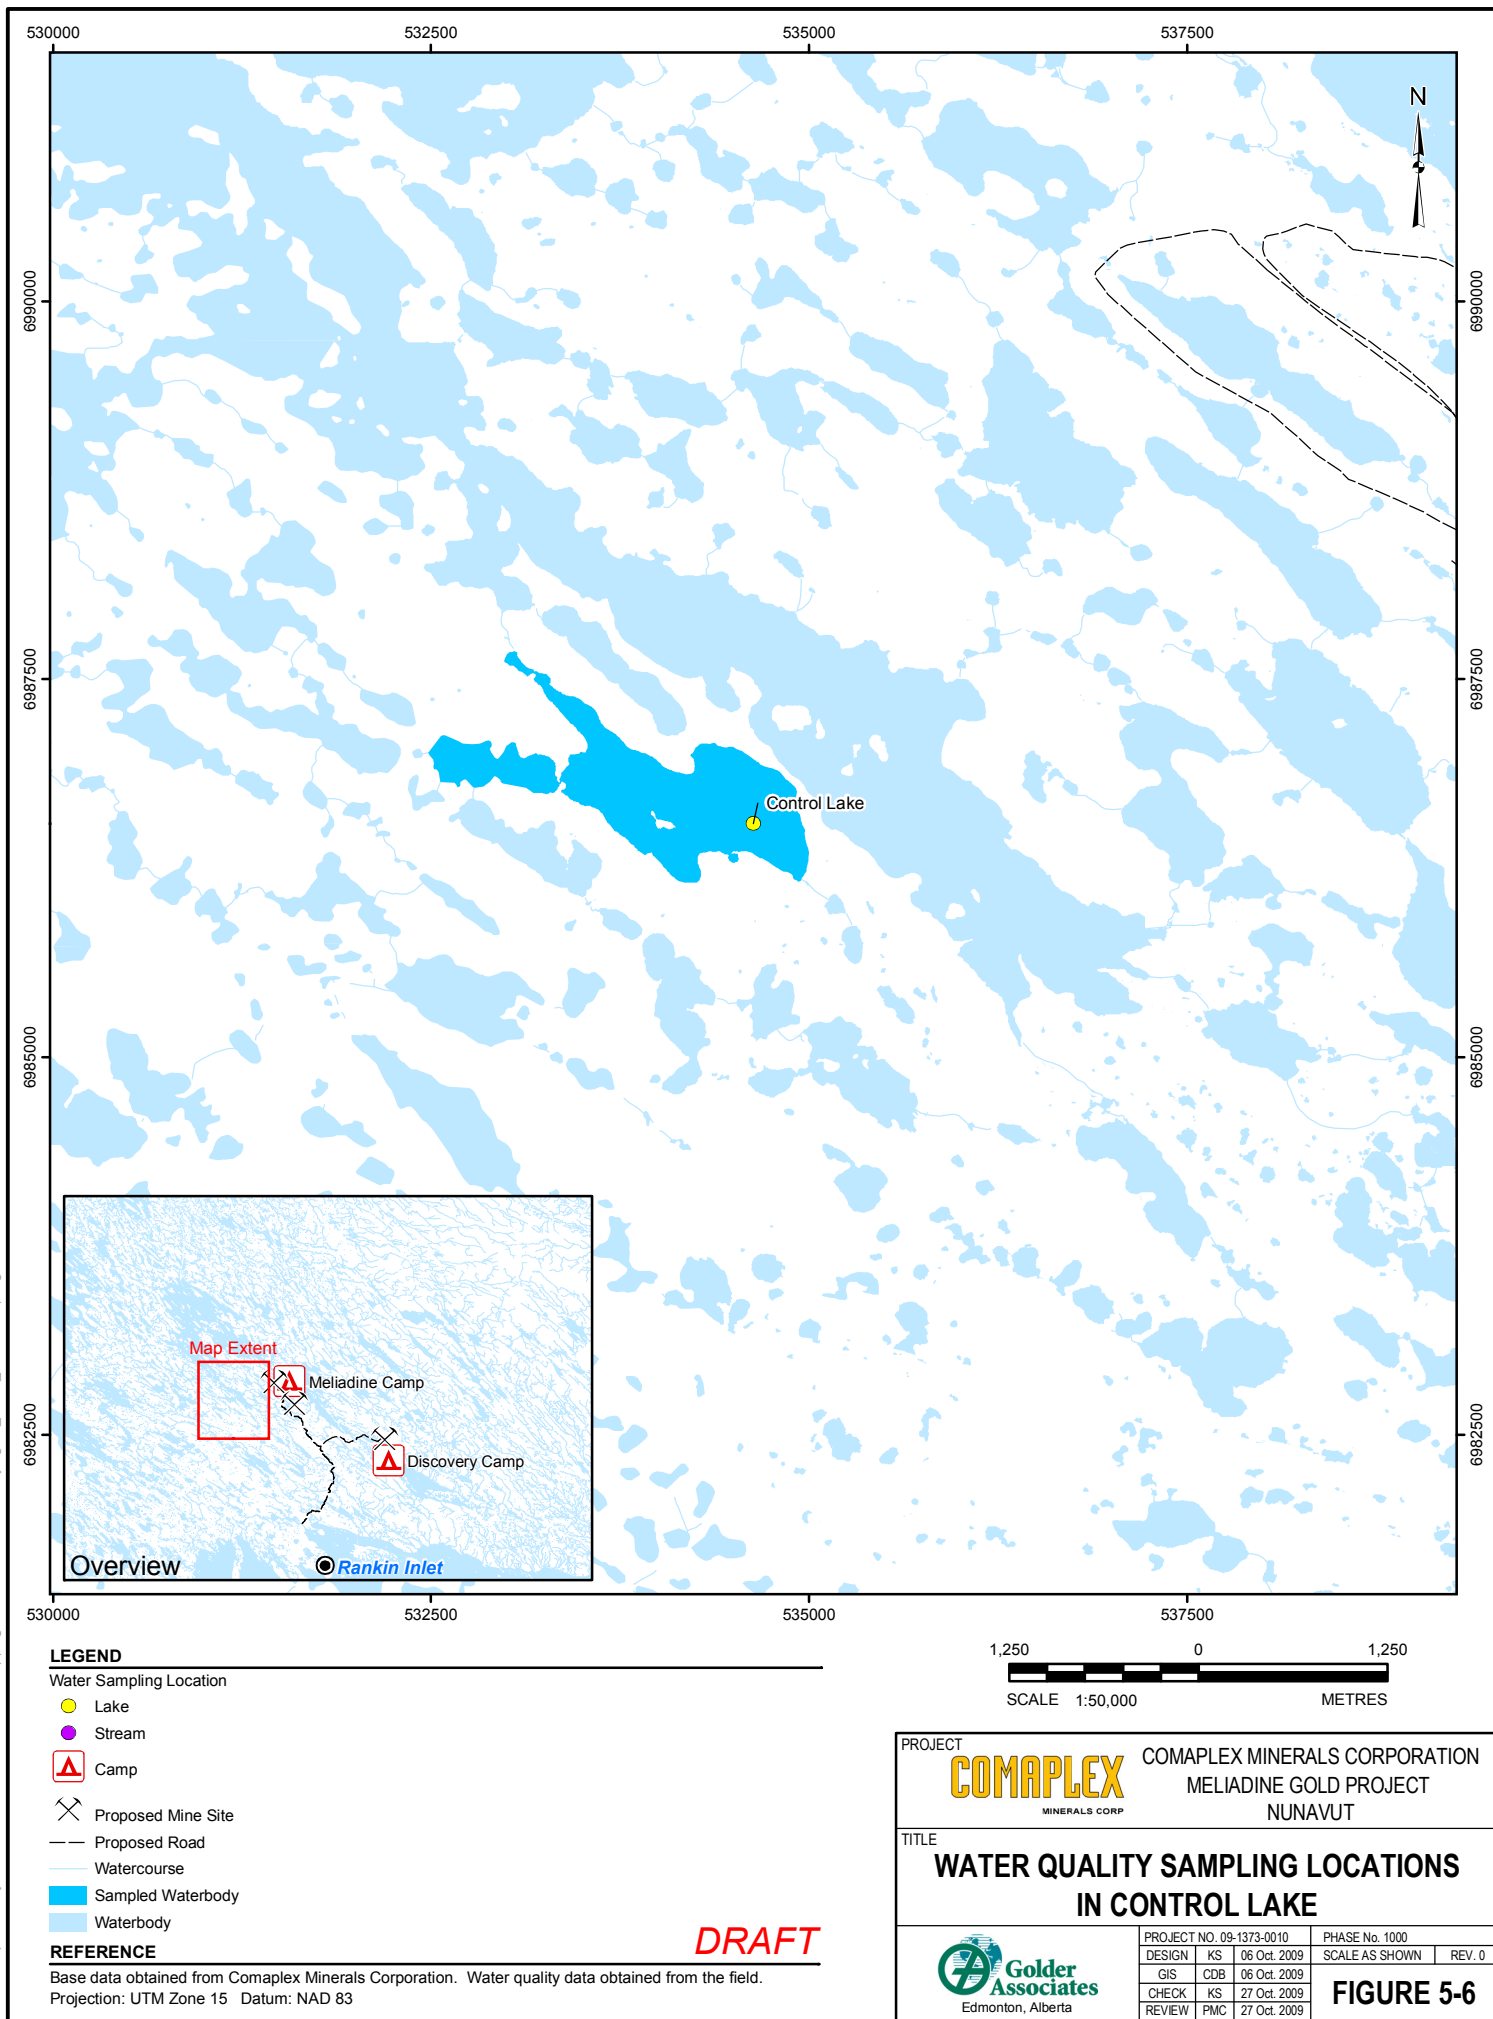 530000
532500
535000
537500
N
6990000
6990000
6987500
6987500
Control Lake
6985000
6985000
Map Extent
Meliadine Camp
Discovery Camp
6982500
6982500
Overview
Rankin Inlet
530000
532500
535000
537500
LEGEND
Water Sampling Location
Lake
Stream
Camp
Proposed Mine Site
Proposed Road
Watercourse
Sampled Waterbody
Waterbody
DRAFT
REFERENCE
Base data obtained from Comaplex Minerals Corporation. Water quality data obtained from the field.
Projection: UTM Zone 15 Datum: NAD 83
1,250 0 1,250
SCALE 1:50,000 METRES
PROJECT
COMAPLEX
MINERALS CORP
COMAPLEX MINERALS CORPORATION
MELIADINE GOLD PROJECT
NUNAVUT
TITLE
WATER QUALITY SAMPLING LOCATIONS
IN CONTROL LAKE
Golder
Associates
Edmonton, Alberta
PROJECT NO. 09-1373-0010 PHASE No. 1000
DESIGN KS 06 Oct. 2009 SCALE AS SHOWN REV. 0
GIS CDB 06 Oct. 2009
CHECK KS 27 Oct. 2009
REVIEW PMC 27 Oct. 2009
FIGURE 5-6